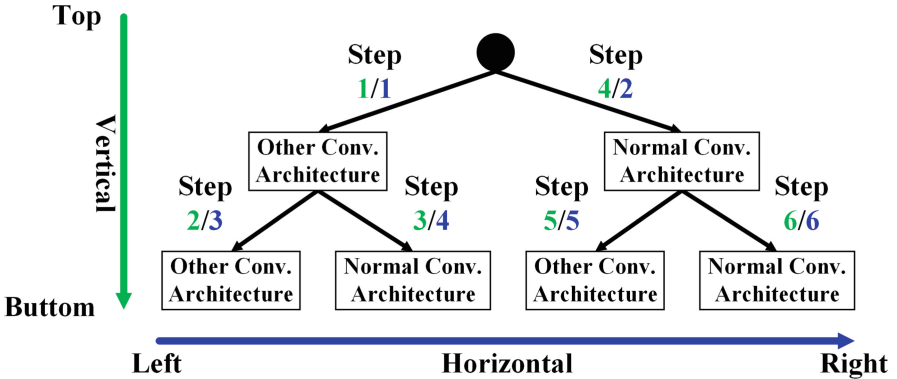 Top
Step
1/1
Step
4/2
Vertical
Other Conv.
Architecture
Normal Conv.
Architecture
Step
2/3
Step
3/4
Step
5/5
Step
6/6
Other Conv.
Architecture
Normal Conv.
Architecture
Other Conv.
Architecture
Normal Conv.
Architecture
Buttom
Left
Horizontal
Right